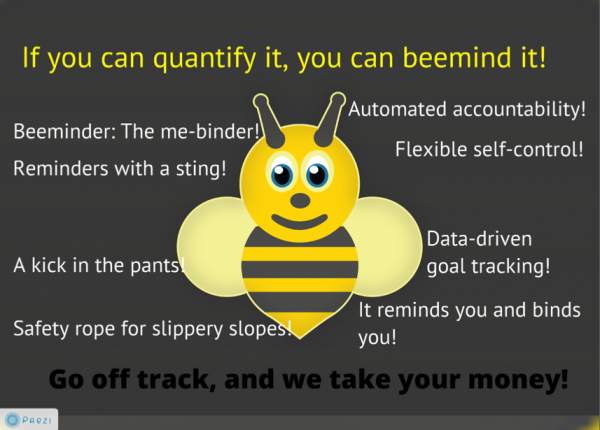 If you can quantify it, you can beemind it!
Automated accountability!
Beeminder: The me-binder!
Flexible self-control!
Reminders with a sting!
Data-driven
goal tracking!
A kick in the pants!
It reminds you and binds
you!
Safety rope for slippery slopes!
Go off track, and we take your money!
Prezi